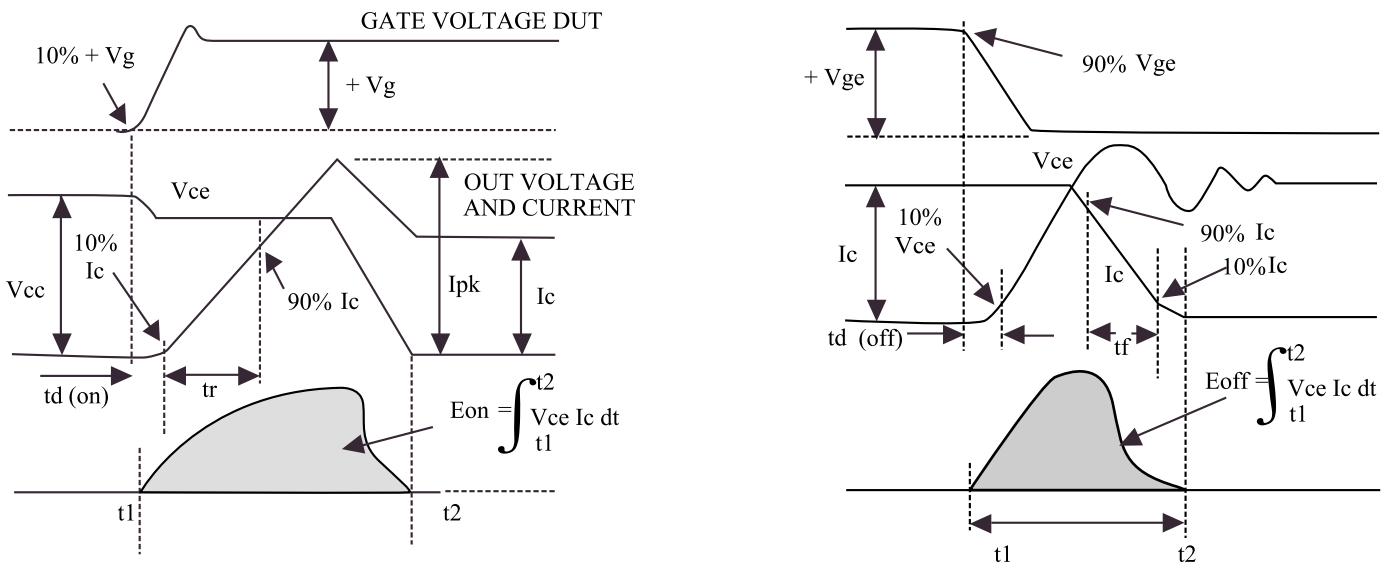 GATE VOLTAGE DUT
10% + Vg
+ Vg
Vce
OUT VOLTAGE
AND CURRENT
10%
Ic
Vcc
Ipk
Ic
90% Ic
td (on)
tr
Eon = ∫
t2
Vce Ic dt
t1
t1
t2
90% Vge
+ Vge
Vce
10%
Vce
90% Ic
Ic
Ic
10% Ic
td (off)
tf
Eoff = ∫
t2
Vce Ic dt
t1
t1
t2